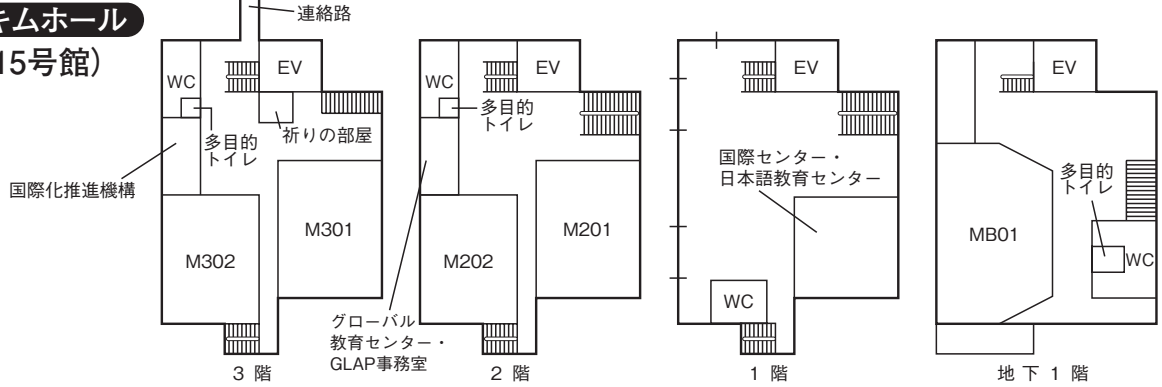 キムホール
15号館）
連絡路
WC
EV
多目的
トイレ
祈りの部屋
国際化推進機構
M301
M302
3 階
WC
EV
多目的
トイレ
M201
M202
グローバル
教育センター・
GLAP事務室
2 階
EV
国際センター・
日本語教育センター
WC
1 階
EV
多目的
トイレ
MB01
WC
地 下 1 階